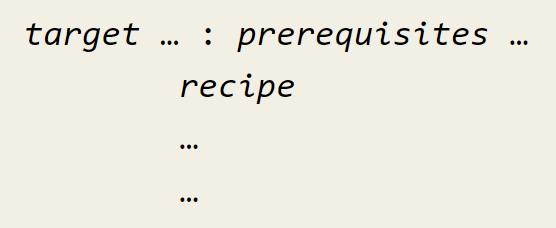 target … : prerequisites …
recipe
…
…